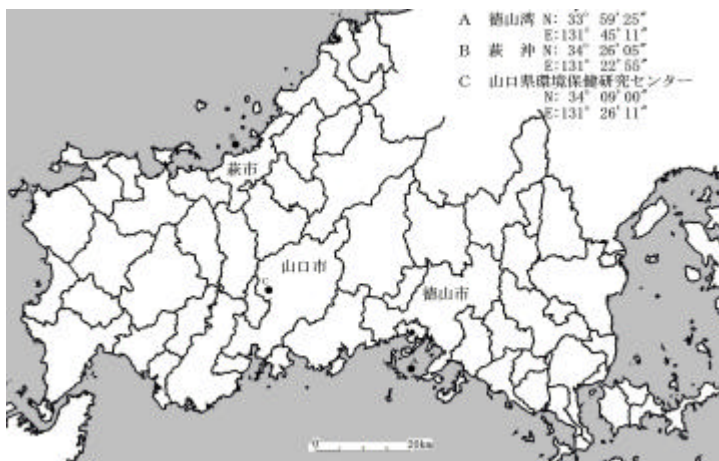 A 徳山湾 N: 33° 59'25"
E:131° 45'11"
B 萩 沖 N: 34° 26'05"
E:131° 22'55"
C 山口県環境保健研究センター
N: 34° 09'00"
E:131° 26'11"
萩市
山口市
C
徳山市
0 20km